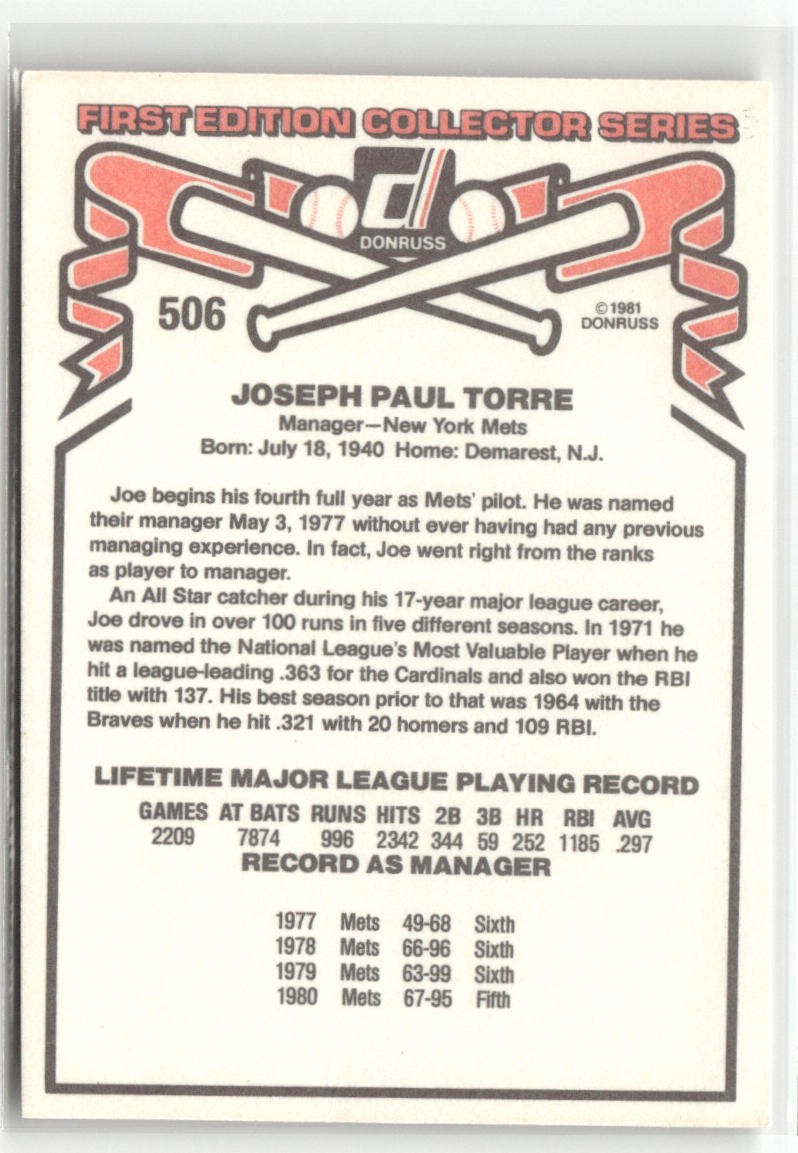 FIRST EDITION COLLECTOR SERIES
d
DONRUSS
506
© 1981
DONRUSS
JOSEPH PAUL TORRE
Manager—New York Mets
Born: July 18, 1940 Home: Demarest, N.J.
Joe begins his fourth full year as Mets' pilot. He was named
their manager May 3, 1977 without ever having had any previous
managing experience. In fact, Joe went right from the ranks
as player to manager.
An All Star catcher during his 17-year major league career,
Joe drove in over 100 runs in five different seasons. In 1971 he
was named the National League's Most Valuable Player when he
hit a league-leading .363 for the Cardinals and also won the RBI
title with 137. His best season prior to that was 1964 with the
Braves when he hit .321 with 20 homers and 109 RBI.
LIFETIME MAJOR LEAGUE PLAYING RECORD
GAMES AT BATS RUNS HITS 2B 3B HR RBI AVG
2209 7874 996 2342 344 59 252 1185 .297
RECORD AS MANAGER
1977 Mets 49-68 Sixth
1978 Mets 66-96 Sixth
1979 Mets 63-99 Sixth
1980 Mets 67-95 Fifth